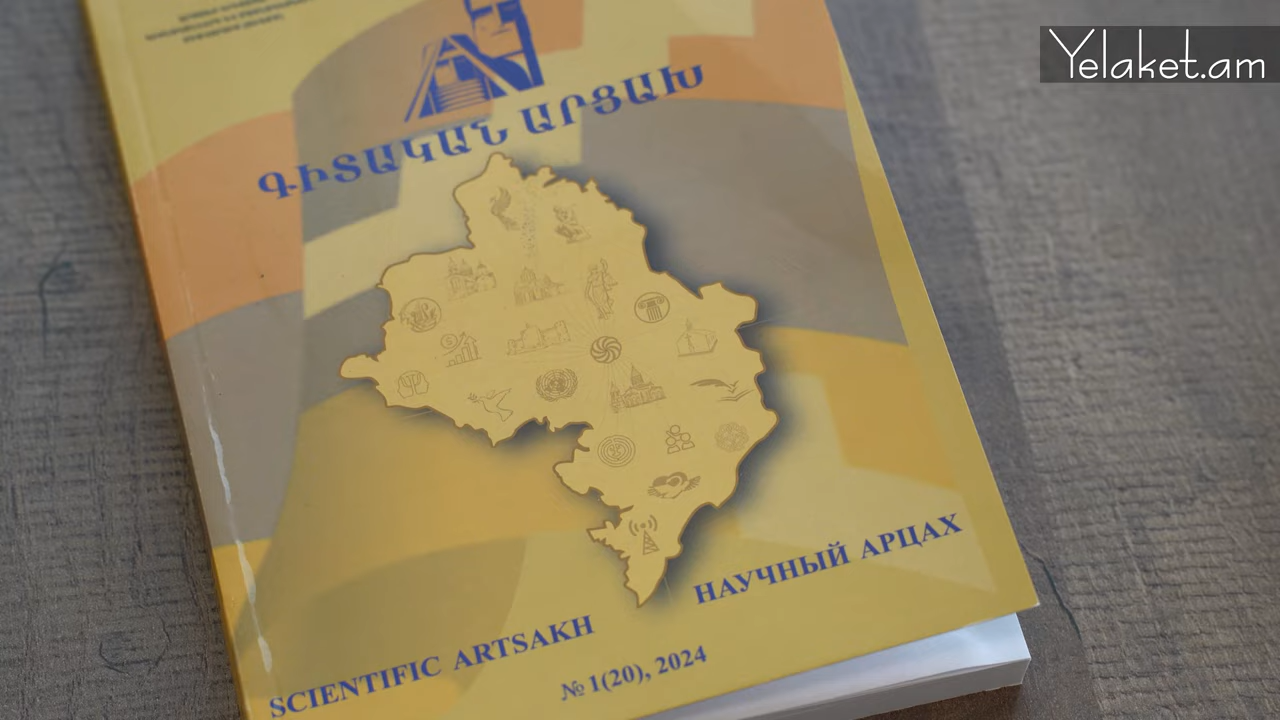 Yelaket.am
ԳԻՏԱԿԱՆ ԱՐՑԱԽ
SCIENTIFIC ARTSAKH
НАУЧНЫЙ АРЦАХ
№ 1(20), 2024